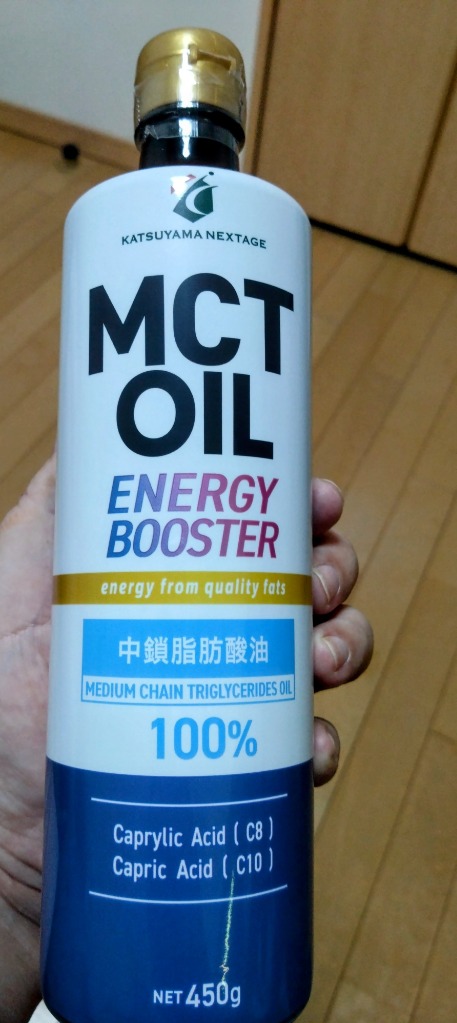 KATSUYAMA NEXTAGE
MCT
OIL
ENERGY
BOOSTER
energy from quality fats
中鎖脂肪酸油
MEDIUM CHAIN TRIGLYCERIDES OIL
100%
Caprylic Acid ( C8 )
Capric Acid ( C10 )
NET 450g